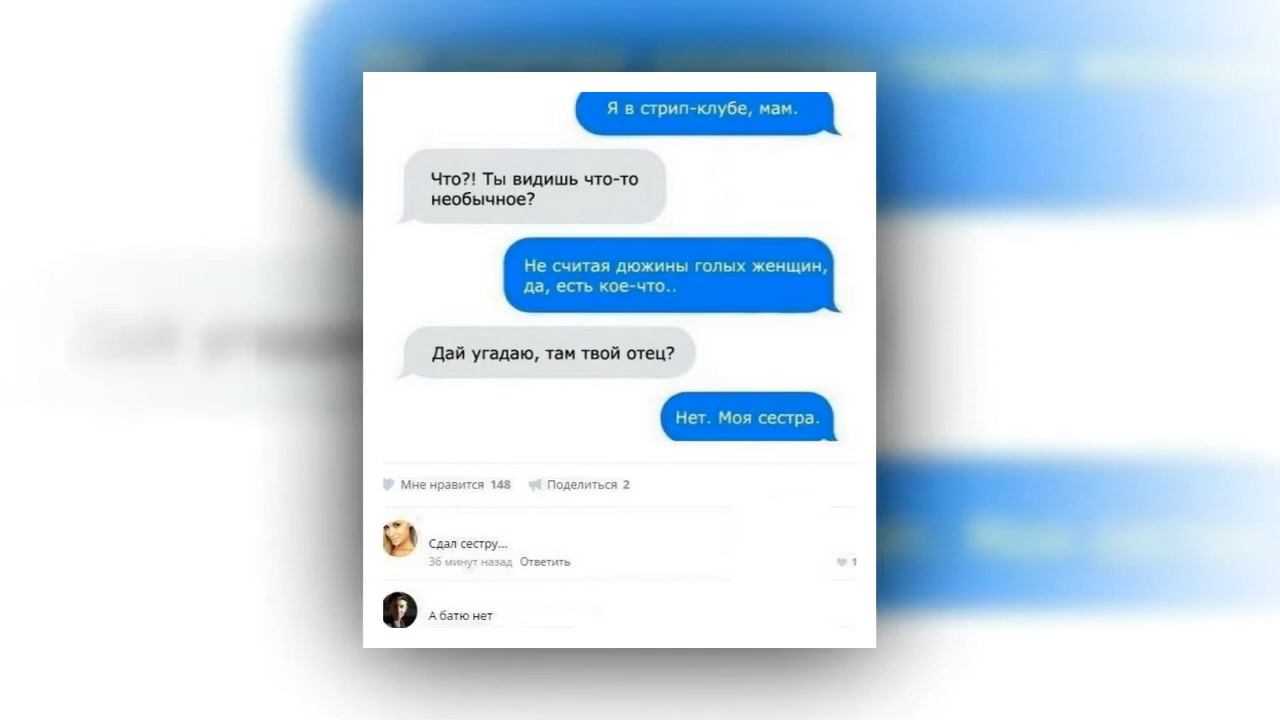 Я в стрип-клубе, мам.
Что?! Ты видишь что-то
необычное?
Не считая дюжины голых женщин,
да, есть кое-что..
Дай угадаю, там твой отец?
Нет. Моя сестра.
Мне нравится 148 Поделиться 2
Сдал сестру...
36 минут назад Ответить 1
А батю нет